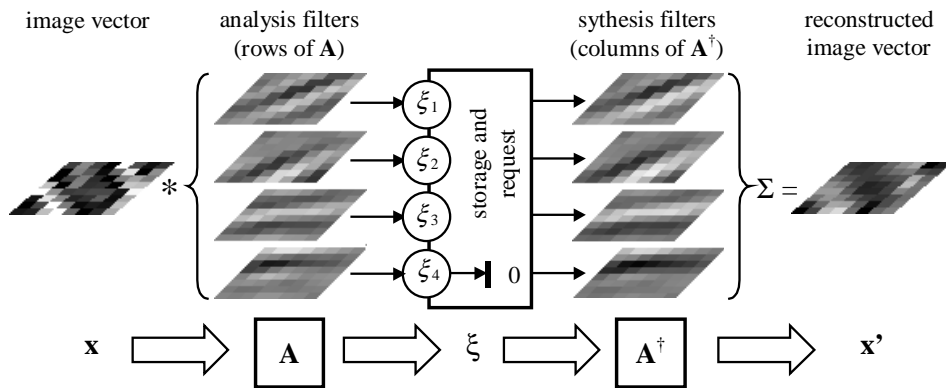 image vector
analysis filters
(rows of A)
sythesis filters
(columns of A†)
reconstructed
image vector
*
ξ1
ξ2
ξ3
ξ4
storage and
request
0
Σ =
x
A
ξ
A†
x'